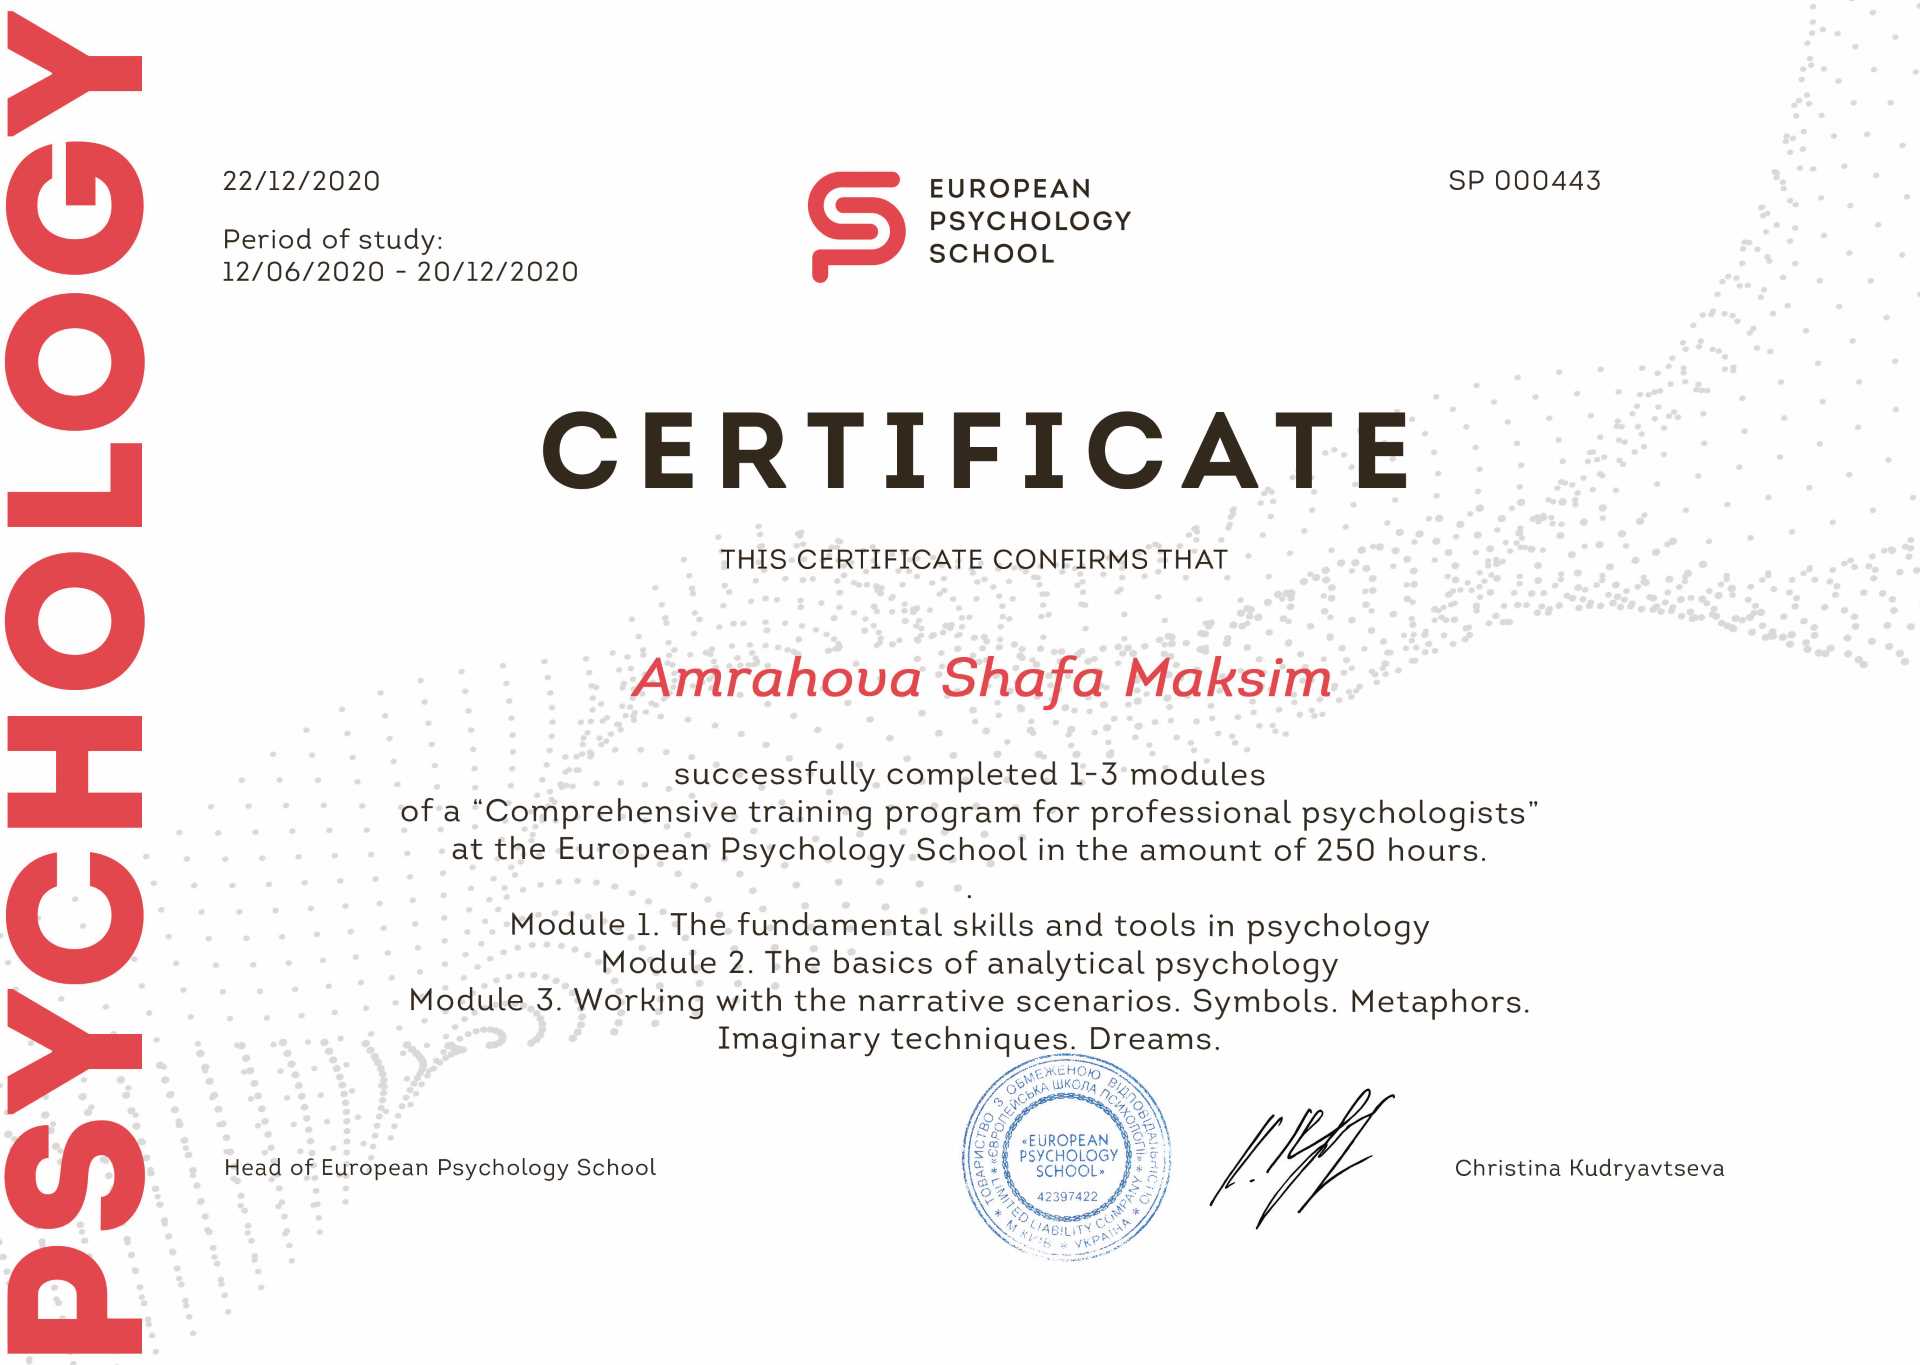 PSYCHOLOGY
22/12/2020
Period of study:
12/06/2020 - 20/12/2020
EUROPEAN
PSYCHOLOGY
SCHOOL
SP 000443
CERTIFICATE
THIS CERTIFICATE CONFIRMS THAT
Amrahova Shafa Maksim
successfully completed 1-3 modules
of a “Comprehensive training program for professional psychologists”
at the European Psychology School in the amount of 250 hours.
.
Module 1. The fundamental skills and tools in psychology
Module 2. The basics of analytical psychology
Module 3. Working with the narrative scenarios. Symbols. Metaphors.
Imaginary techniques. Dreams.
Head of European Psychology School
ТОВАРИСТВО З ОБМЕЖЕНОЮ ВІДПОВІДАЛЬНІСТЮ
«ЄВРОПЕЙСЬКА ШКОЛА ПСИХОЛОГІЇ»
«EUROPEAN
PSYCHOLOGY
SCHOOL»
42397422
* LIMITED LIABILITY COMPANY *
* М.КИЇВ * УКРАЇНА *
Christina Kudryavtseva